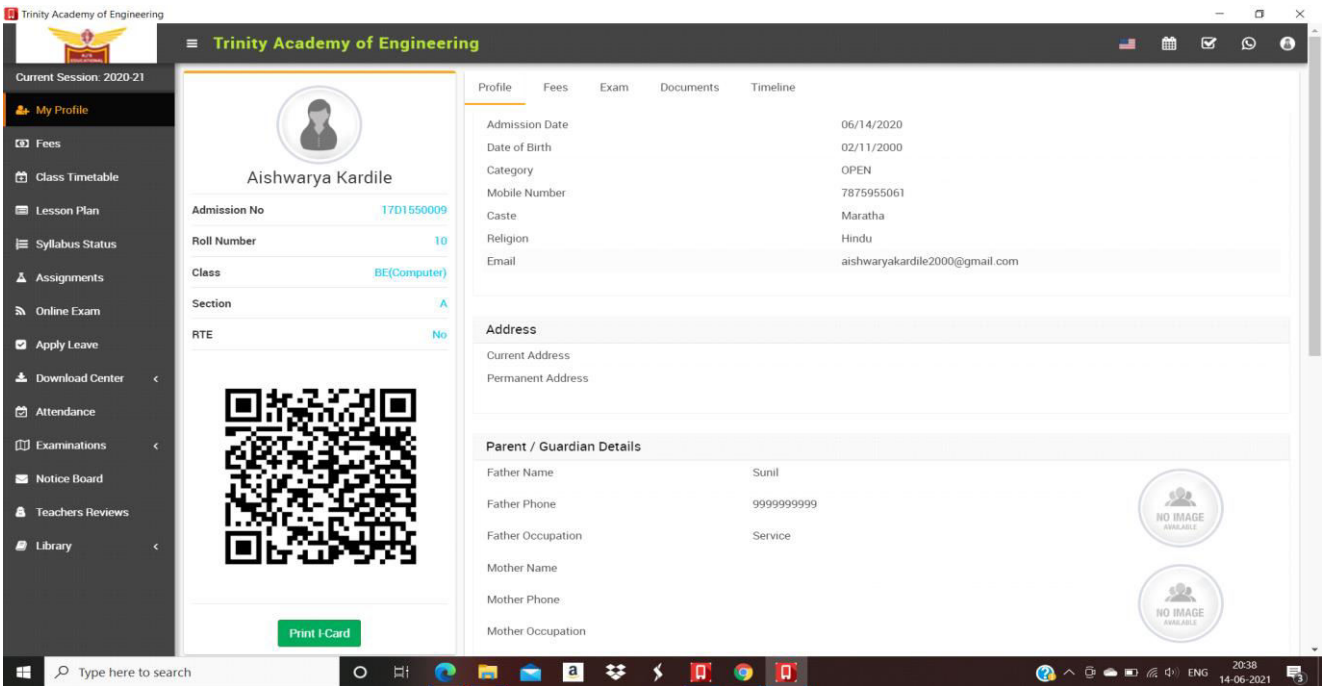 Trinity Academy of Engineering
Trinity Academy of Engineering
Current Session: 2020-21
My Profile
Fees
Class Timetable
Lesson Plan
Syllabus Status
Assignments
Online Exam
Apply Leave
Download Center
Attendance
Examinations
Notice Board
Teachers Reviews
Library
Aishwarya Kardile
Admission No 17D1550009
Roll Number 10
Class BE(Computer)
Section A
RTE No
Print I-Card
Profile Fees Exam Documents Timeline
Admission Date 06/14/2020
Date of Birth 02/11/2000
Category OPEN
Mobile Number 7875955061
Caste Maratha
Religion Hindu
Email aishwaryakardile2000@gmail.com
Address
Current Address
Permanent Address
Parent / Guardian Details
Father Name Sunil
Father Phone 9999999999
Father Occupation Service
NO IMAGE
AVAILABLE
Mother Name
Mother Phone
Mother Occupation
NO IMAGE
AVAILABLE
Type here to search
ENG
20:38
14-06-2021